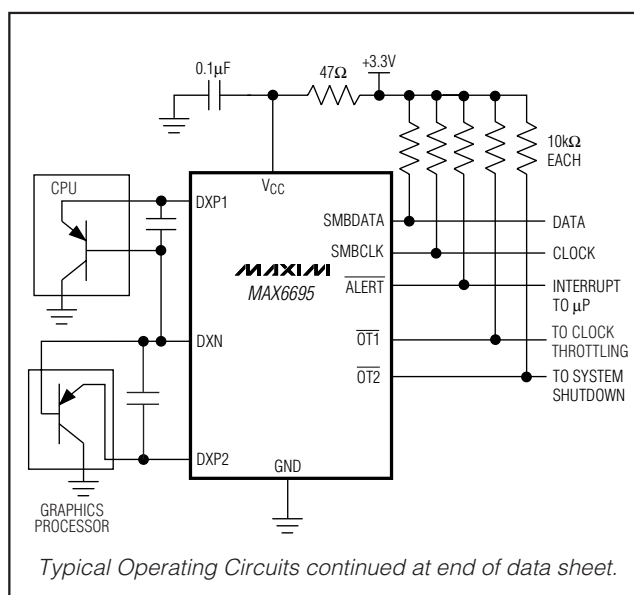 +3.3V
0.1µF
47Ω
10kΩ
EACH
CPU
VCC
DXP1
SMBDATA
DATA
SMBCLK
CLOCK
MAXIM
MAX6695
ALERT
INTERRUPT
TO µP
DXN
OT1
TO CLOCK
THROTTLING
OT2
TO SYSTEM
SHUTDOWN
DXP2
GND
GRAPHICS
PROCESSOR
Typical Operating Circuits continued at end of data sheet.